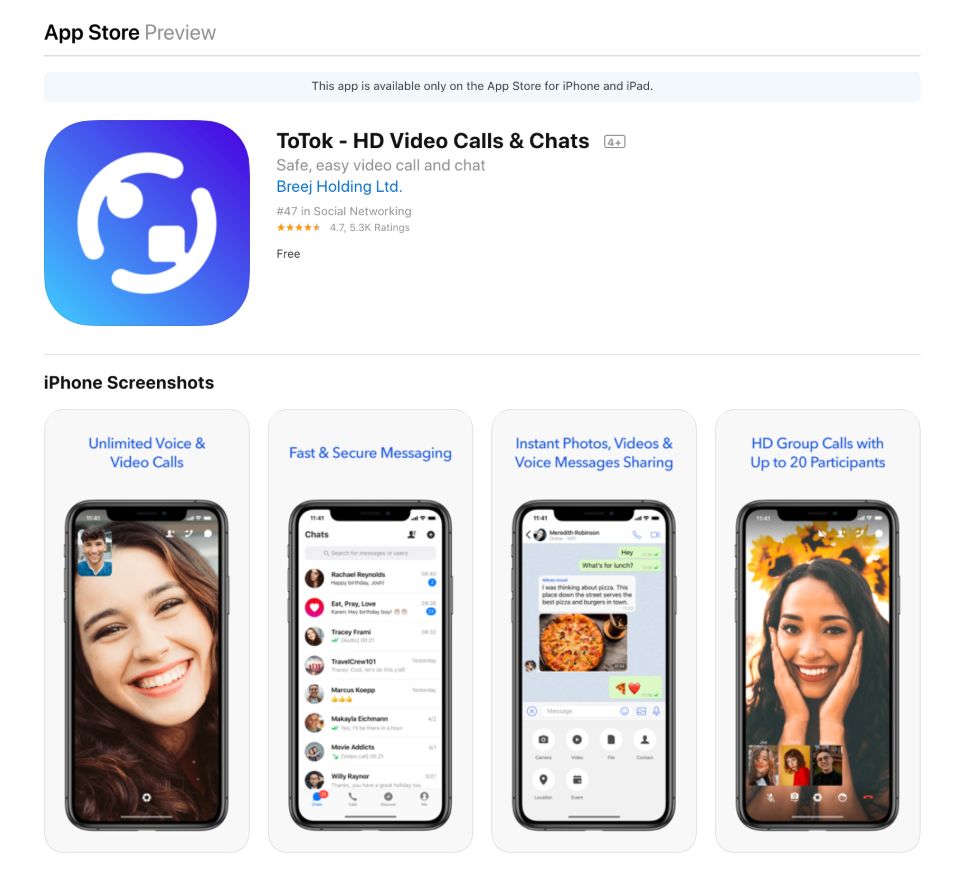 App Store Preview
This app is available only on the App Store for iPhone and iPad.
ToTok - HD Video Calls & Chats 4+
Safe, easy video call and chat
Breej Holding Ltd.
#47 in Social Networking
4.7, 5.3K Ratings
Free
iPhone Screenshots
Unlimited Voice &
Video Calls
11:41
Fast & Secure Messaging
11:41
Chats
Search for messages or users
Rachael Reynolds 09:40
Happy birthday, Josh!
Eat, Pray, Love 09:36
Karen: Hey birthday boy!
Tracey Frami 08:32
[Audio] 00:21
TravelCrew101 Yesterday
Tracey: Cool, let's do this y'all!
Marcus Koepp Yesterday
Makayla Eichmann 4/2
Yes, I'll be there in a hour.
Movie Addicts 4/1
[Video call] 00:21
Willy Raynor 3/27
Thanks, you have a great holiday too.
Chats Calls Discover Me
Instant Photos, Videos &
Voice Messages Sharing
11:41
Meredith Robinson
Online - WiFi
Hey
What's for lunch?
I was thinking about pizza. This
place down the street serves the
best pizza and burgers in town.
Message
Camera Video File Contact
Location Event
HD Group Calls with
Up to 20 Participants
11:41